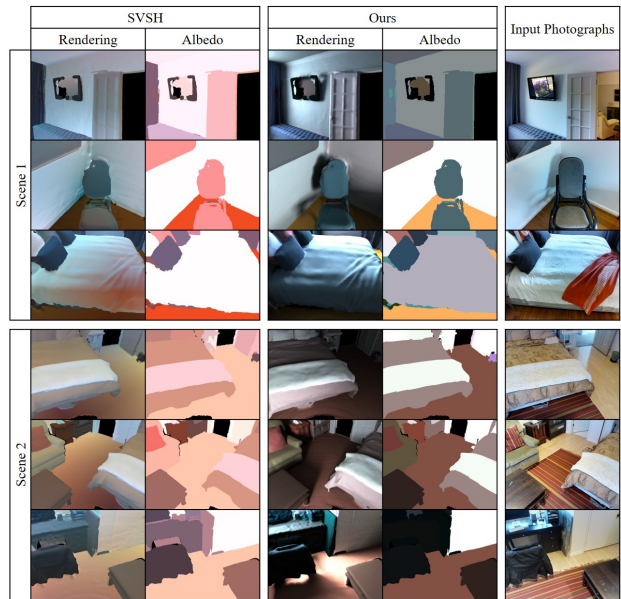 SVSH
Ours
Input Photographs
Rendering
Albedo
Rendering
Albedo
Scene 1
Scene 2